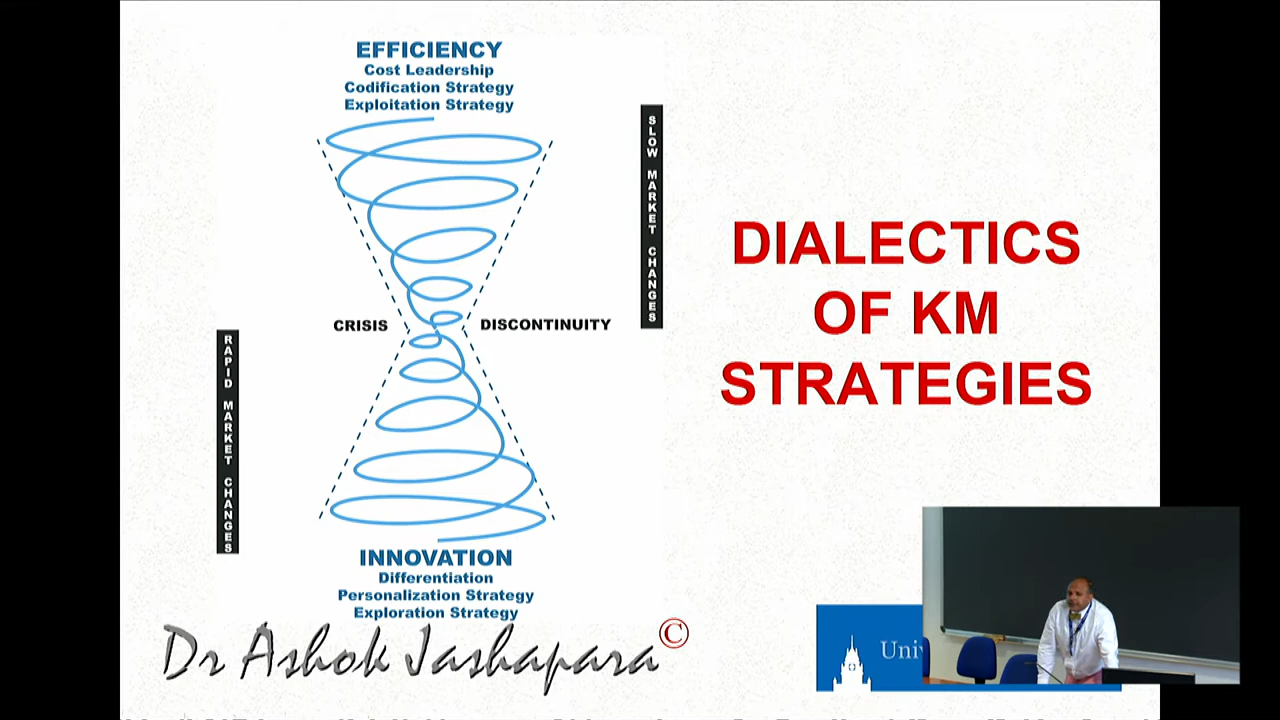 EFFICIENCY
Cost Leadership
Codification Strategy
Exploitation Strategy
SLOW MARKET CHANGES
DIALECTICS
OF KM
STRATEGIES
CRISIS
DISCONTINUITY
RAPID MARKET CHANGES
INNOVATION
Differentiation
Personalization Strategy
Exploration Strategy
Dr Ashok Jashapara ©